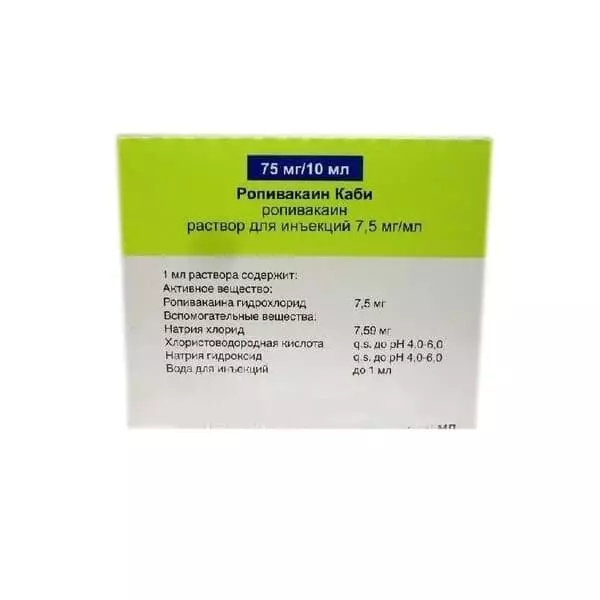 75 мг/10 мл
Ропивакаин Каби
ропивакаин
раствор для инъекций 7,5 мг/мл
1 мл раствора содержит:
Активное вещество:
Ропивакаина гидрохлорид 7,5 мг
Вспомогательные вещества:
Натрия хлорид 7,59 мг
Хлористоводородная кислота q.s. до pH 4,0-6,0
Натрия гидроксид q.s. до pH 4,0-6,0
Вода для инъекций до 1 мл